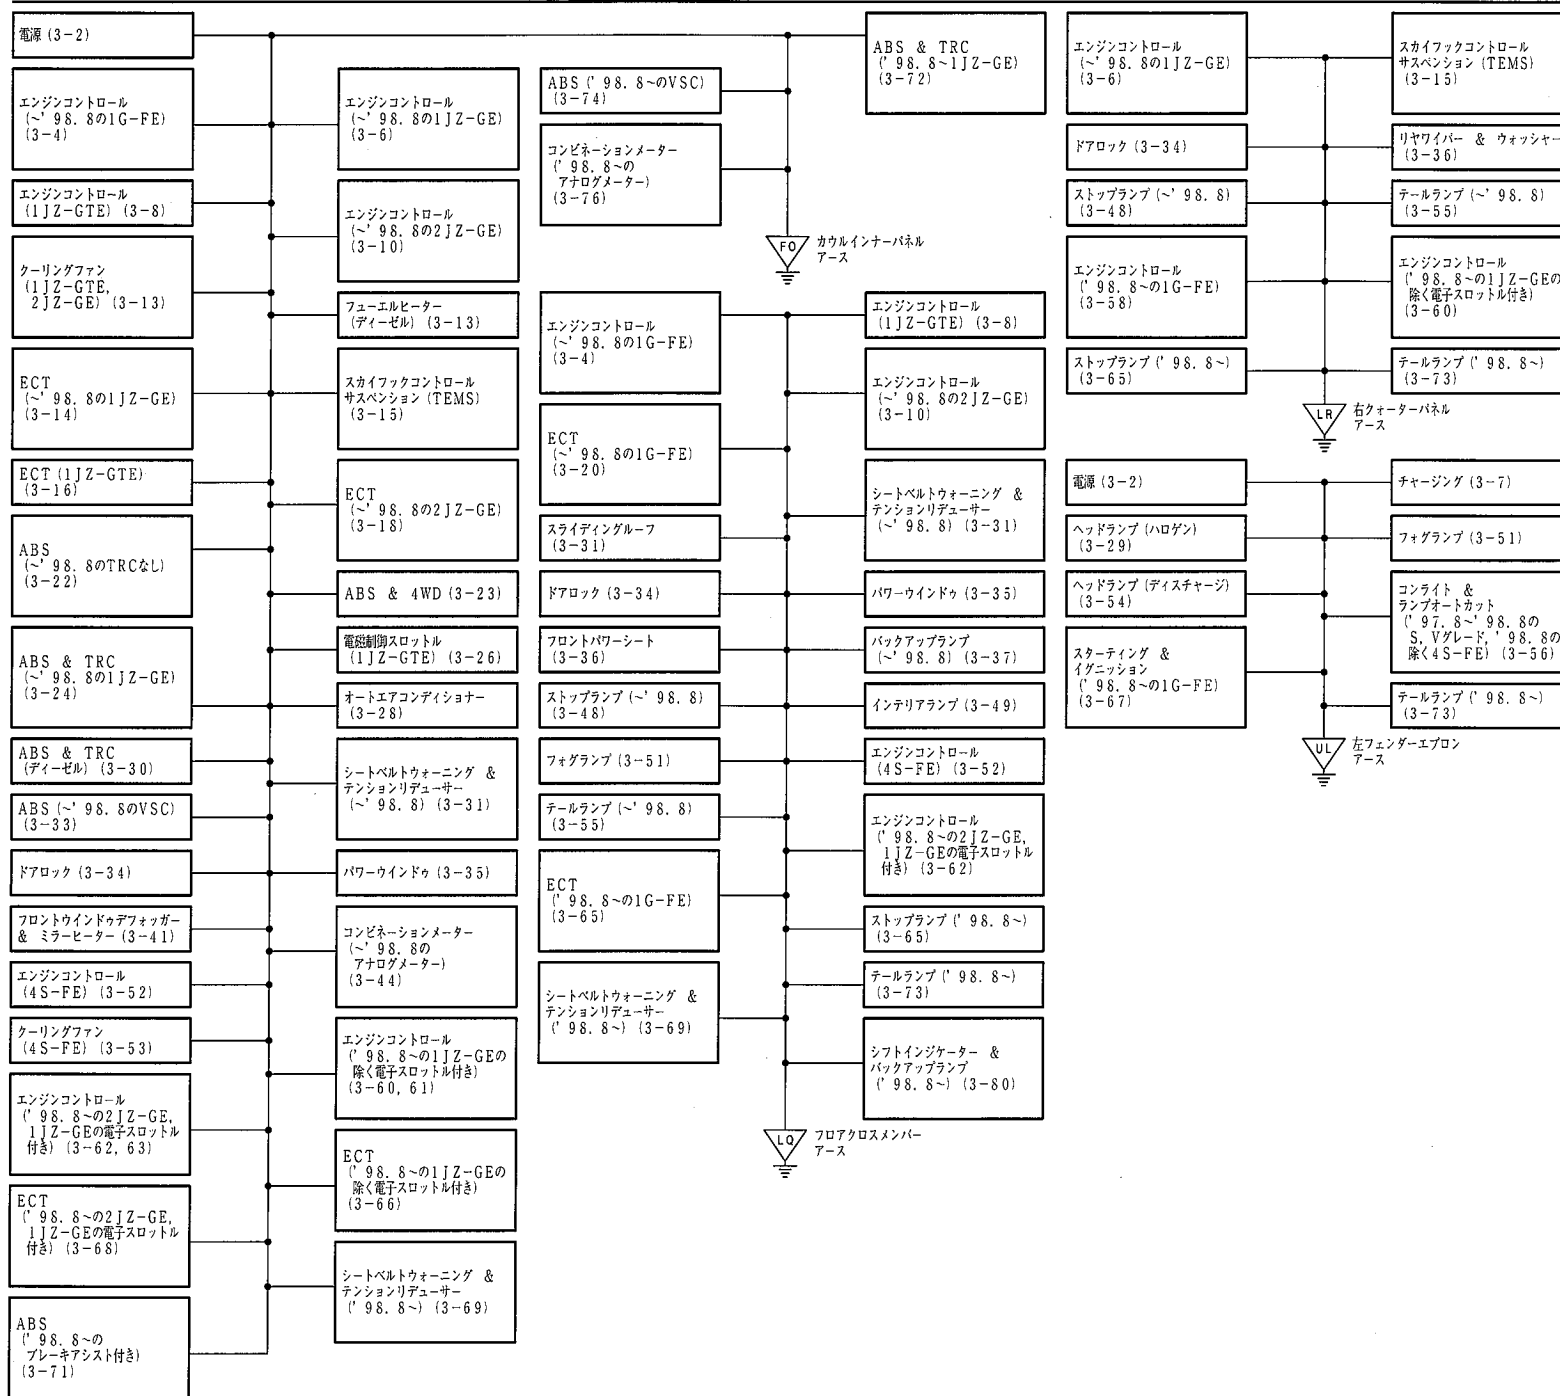 電源 (3-2)
エンジンコントロール
(~' 98. 8の1G-FE)
(3-4)
エンジンコントロール
(1JZ-GTE) (3-8)
クーリングファン
(1JZ-GTE,
2JZ-GE) (3-13)
ECT
(~' 98. 8の1JZ-GE)
(3-14)
ECT (1JZ-GTE)
(3-16)
ABS
(~' 98. 8のTRCなし)
(3-22)
ABS & TRC
(~' 98. 8の1JZ-GE)
(3-24)
ABS & TRC
(ディーゼル) (3-30)
ABS (~' 98. 8のVSC)
(3-33)
ドアロック (3-34)
フロントウインドゥデフォッガー
& ミラーヒーター (3-41)
エンジンコントロール
(4S-FE) (3-52)
クーリングファン
(4S-FE) (3-53)
エンジンコントロール
(' 98. 8~の2JZ-GE,
1JZ-GEの電子スロットル
付き) (3-62, 63)
ECT
(' 98. 8~の2JZ-GE,
1JZ-GEの電子スロットル
付き) (3-68)
ABS
(' 98. 8~の
ブレーキアシスト付き)
(3-71)
エンジンコントロール
(~' 98. 8の1JZ-GE)
(3-6)
エンジンコントロール
(~' 98. 8の2JZ-GE)
(3-10)
フューエルヒーター
(ディーゼル) (3-13)
スカイフックコントロール
サスペンション (TEMS)
(3-15)
ECT
(~' 98. 8の2JZ-GE)
(3-18)
ABS & 4WD (3-23)
電磁制御スロットル
(1JZ-GTE) (3-26)
オートエアコンディショナー
(3-28)
シートベルトウォーニング &
テンションリデューサー
(~' 98. 8) (3-31)
パワーウインドゥ (3-35)
コンビネーションメーター
(~' 98. 8の
アナログメーター)
(3-44)
エンジンコントロール
(' 98. 8~の1JZ-GEの
除く電子スロットル付き)
(3-60, 61)
ECT
(' 98. 8~の1JZ-GEの
除く電子スロットル付き)
(3-66)
シートベルトウォーニング &
テンションリデューサー
(' 98. 8~) (3-69)
ABS (' 98. 8~のVSC)
(3-74)
コンビネーションメーター
(' 98. 8~の
アナログメーター)
(3-76)
ABS & TRC
(' 98. 8~1JZ-GE)
(3-72)
FO
カウルインナーパネル
アース
エンジンコントロール
(~' 98. 8の1G-FE)
(3-4)
ECT
(~' 98. 8の1G-FE)
(3-20)
スライディングルーフ
(3-31)
ドアロック (3-34)
フロントパワーシート
(3-36)
ストップランプ (~' 98. 8)
(3-48)
フォグランプ (3-51)
テールランプ (~' 98. 8)
(3-55)
ECT
(' 98. 8~の1G-FE)
(3-65)
シートベルトウォーニング &
テンションリデューサー
(' 98. 8~) (3-69)
エンジンコントロール
(1JZ-GTE) (3-8)
エンジンコントロール
(~' 98. 8の2JZ-GE)
(3-10)
シートベルトウォーニング &
テンションリデューサー
(~' 98. 8) (3-31)
パワーウインドゥ (3-35)
バックアップランプ
(~' 98. 8) (3-37)
インテリアランプ (3-49)
エンジンコントロール
(4S-FE) (3-52)
エンジンコントロール
(' 98. 8~の2JZ-GE,
1JZ-GEの電子スロットル
付き) (3-62)
ストップランプ (' 98. 8~)
(3-65)
テールランプ (' 98. 8~)
(3-73)
シフトインジケーター &
バックアップランプ
(' 98. 8~) (3-80)
LQ
フロアクロスメンバー
アース
エンジンコントロール
(~' 98. 8の1JZ-GE)
(3-6)
ドアロック (3-34)
ストップランプ (~' 98. 8)
(3-48)
エンジンコントロール
(' 98. 8~の1G-FE)
(3-58)
ストップランプ (' 98. 8~)
(3-65)
スカイフックコントロール
サスペンション (TEMS)
(3-15)
リヤワイパー & ウォッシャー
(3-36)
テールランプ (~' 98. 8)
(3-55)
エンジンコントロール
(' 98. 8~の1JZ-GEの
除く電子スロットル付き)
(3-60)
テールランプ (' 98. 8~)
(3-73)
LR
右クォーターパネル
アース
電源 (3-2)
ヘッドランプ (ハロゲン)
(3-29)
ヘッドランプ (ディスチャージ)
(3-54)
スターティング &
イグニッション
(' 98. 8~の1G-FE)
(3-67)
チャージング (3-7)
フォグランプ (3-51)
コンライト &
ランプオートカット
(' 97. 8~' 98. 8の
S, Vグレード, ' 98. 8の
除く4S-FE) (3-56)
テールランプ (' 98. 8~)
(3-73)
UL
左フェンダーエプロン
アース